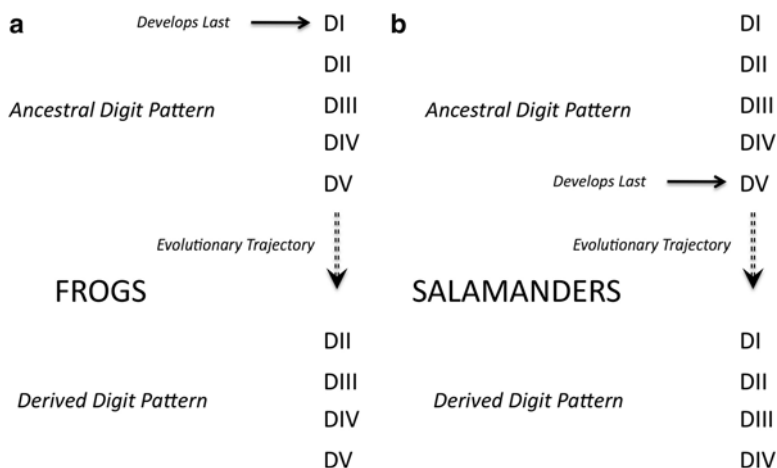 a
Develops Last
DI
DII
Ancestral Digit Pattern
DIII
DIV
DV
Evolutionary Trajectory
FROGS
DII
DIII
Derived Digit Pattern
DIV
DV
b
DI
DII
Ancestral Digit Pattern
DIII
DIV
Develops Last
DV
Evolutionary Trajectory
SALAMANDERS
DI
DII
Derived Digit Pattern
DIII
DIV